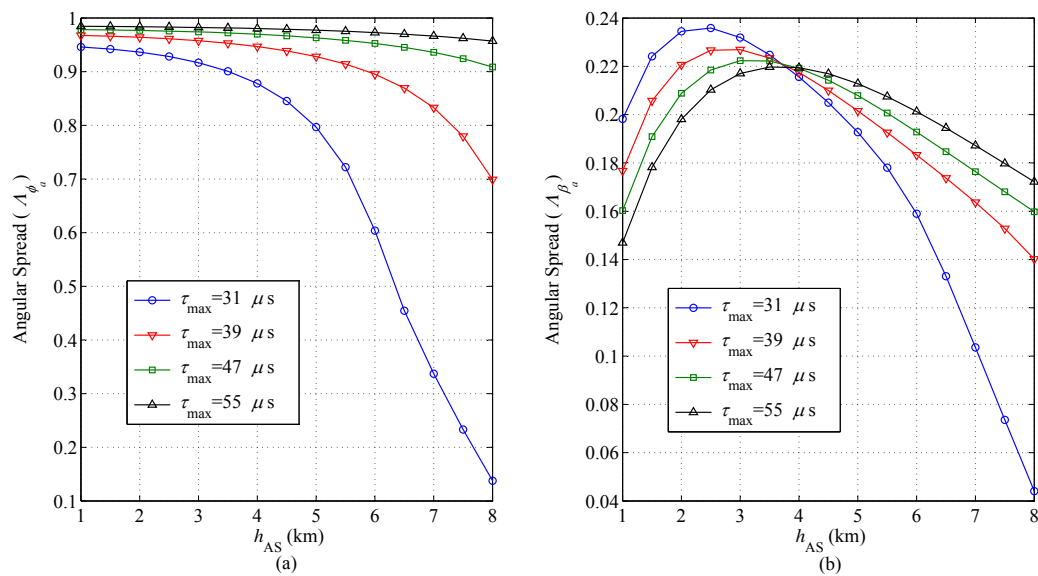 1
0.9
0.8
0.7
0.6
0.5
0.4
0.3
0.2
0.1
Angular Spread ( Λϕa )
τmax=31 μs
τmax=39 μs
τmax=47 μs
τmax=55 μs
1 2 3 4 5 6 7 8
hAS (km)
(a)
0.24
0.22
0.2
0.18
0.16
0.14
0.12
0.1
0.08
0.06
0.04
Angular Spread ( Λβa )
τmax=31 μs
τmax=39 μs
τmax=47 μs
τmax=55 μs
1 2 3 4 5 6 7 8
hAS (km)
(b)